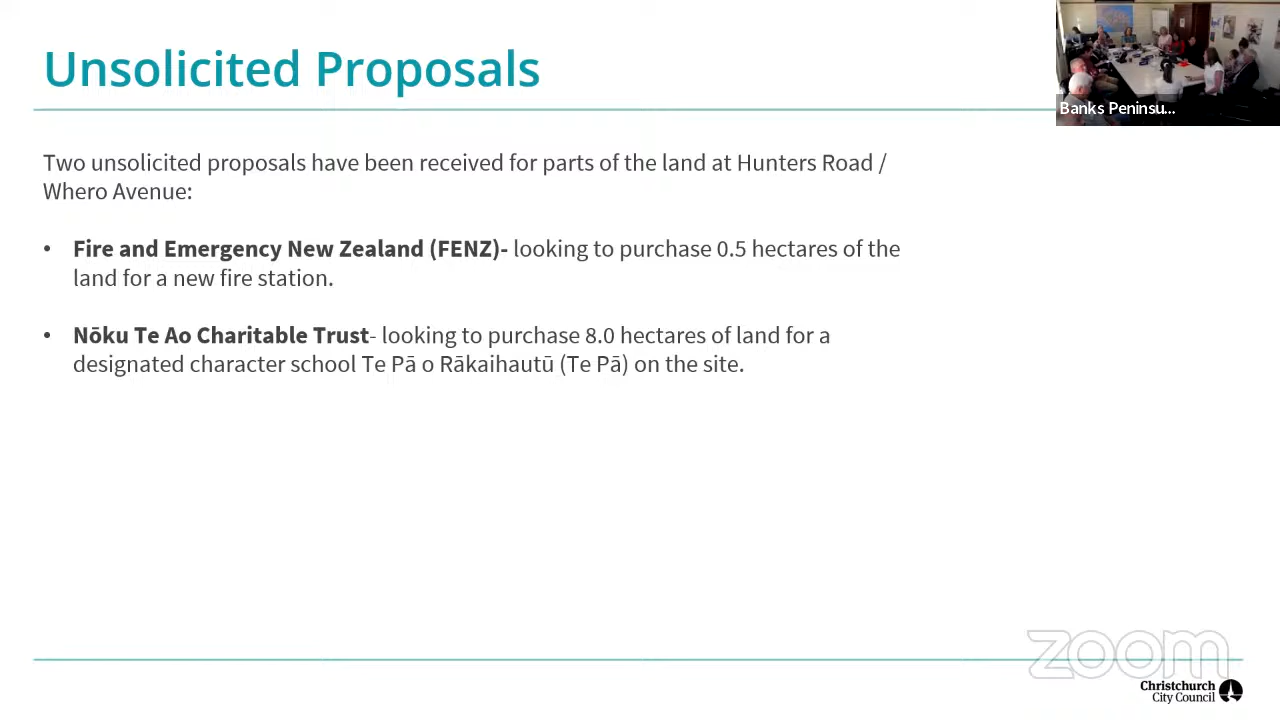 Unsolicited Proposals
Banks Peninsu...
Two unsolicited proposals have been received for parts of the land at Hunters Road /
Whero Avenue:
• Fire and Emergency New Zealand (FENZ)- looking to purchase 0.5 hectares of the
land for a new fire station.
• Nōku Te Ao Charitable Trust- looking to purchase 8.0 hectares of land for a
designated character school Te Pā o Rākaihautū (Te Pā) on the site.
zoom
Christchurch
City Council